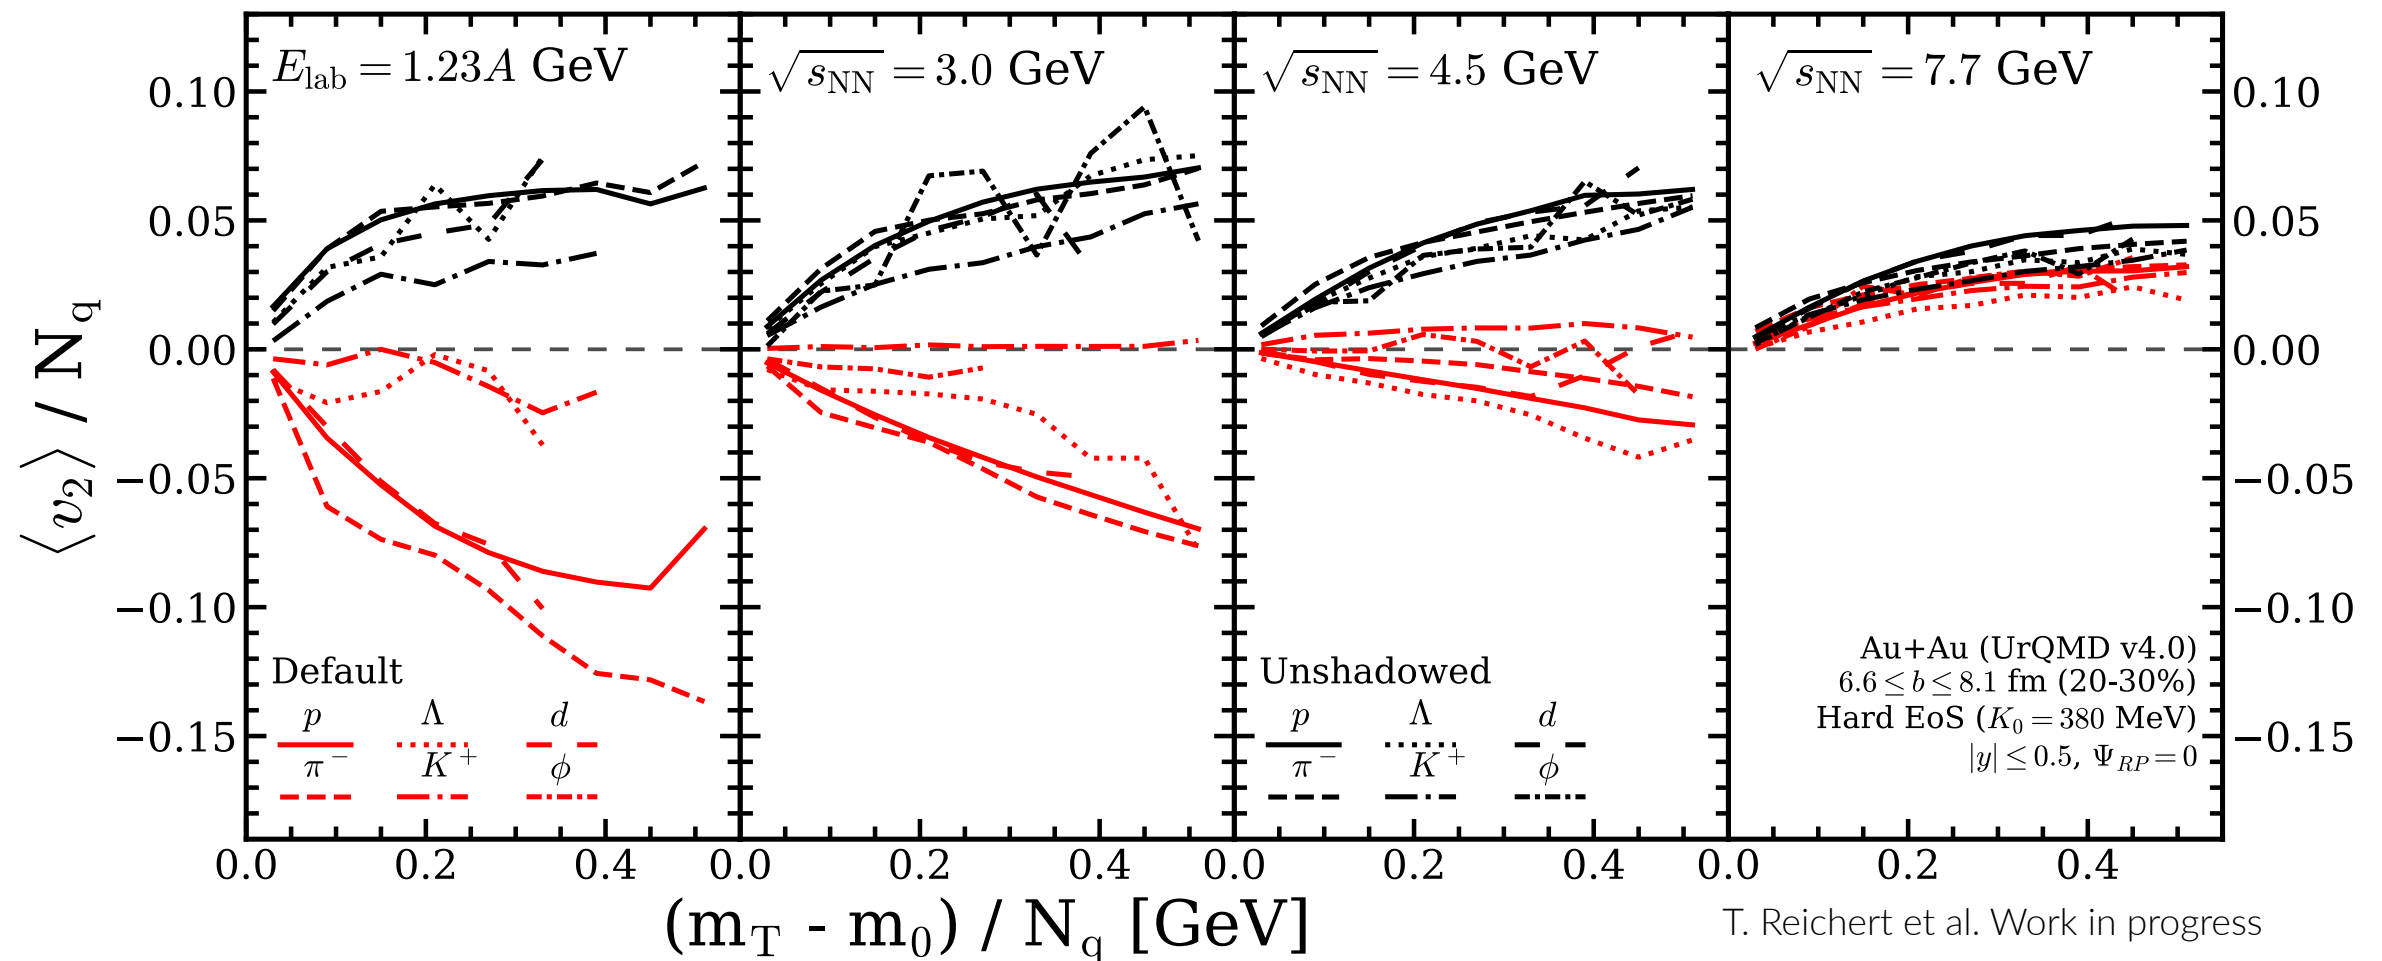 E_lab = 1.23A GeV
√s_NN = 3.0 GeV
√s_NN = 4.5 GeV
√s_NN = 7.7 GeV
0.10
0.05
0.00
−0.05
−0.10
−0.15
⟨v_2⟩ / N_q
0.10
0.05
0.00
−0.05
−0.10
−0.15
Default
p Λ d
π^- K^+ ϕ
Unshadowed
p Λ d
π^- K^+ ϕ
Au+Au (UrQMD v4.0)
6.6 ≤ b ≤ 8.1 fm (20-30%)
Hard EoS (K_0 = 380 MeV)
|y| ≤ 0.5, Ψ_RP = 0
0.0 0.2 0.4 0.0 0.2 0.4 0.0 0.2 0.4 0.0 0.2 0.4
(m_T - m_0) / N_q [GeV]
T. Reichert et al. Work in progress